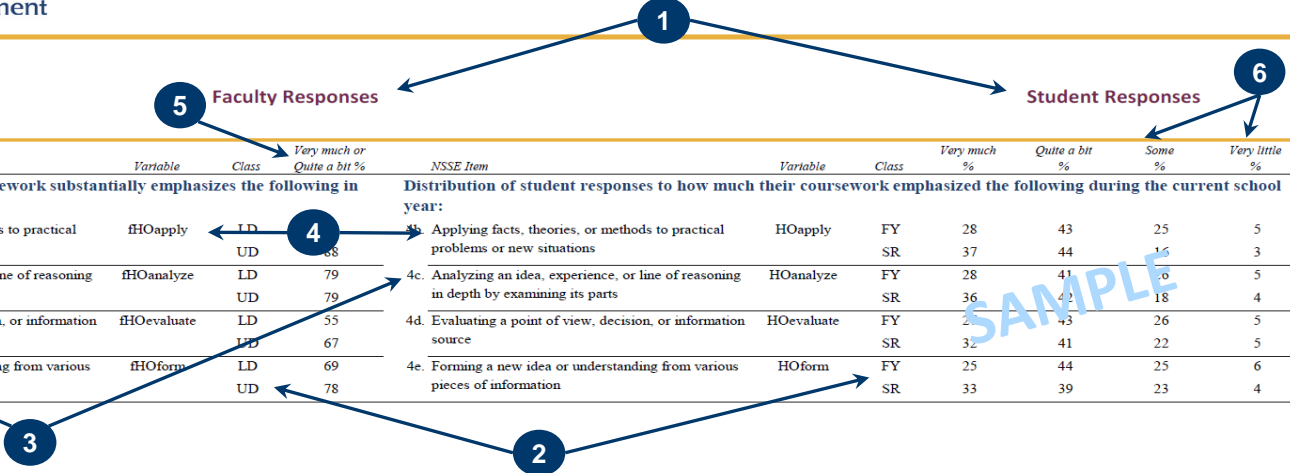 ment
1
6
5
Faculty Responses Student Responses
Very much or Very much Quite a bit Some Very little
Variable Class Quite a bit % NSSE Item Variable Class % % % %
ework substantially emphasizes the following in Distribution of student responses to how much their coursework emphasized the following during the current school
year:
s to practical fHOapply LD 4 4b. Applying facts, theories, or methods to practical HOapply FY 28 43 25 5
UD 88 problems or new situations SR 37 44 16 3
ne of reasoning fHOanalyze LD 79 4c. Analyzing an idea, experience, or line of reasoning HOanalyze FY 28 41 26 5
UD 79 in depth by examining its parts SR 36 42 18 4
SAMPLE
, or information fHOevaluate LD 55 4d. Evaluating a point of view, decision, or information HOevaluate FY 43 26 5
UD 67 source SR 32 41 22 5
ng from various fHOform LD 69 4e. Forming a new idea or understanding from various HOform FY 25 44 25 6
UD 78 pieces of information SR 33 39 23 4
3
2